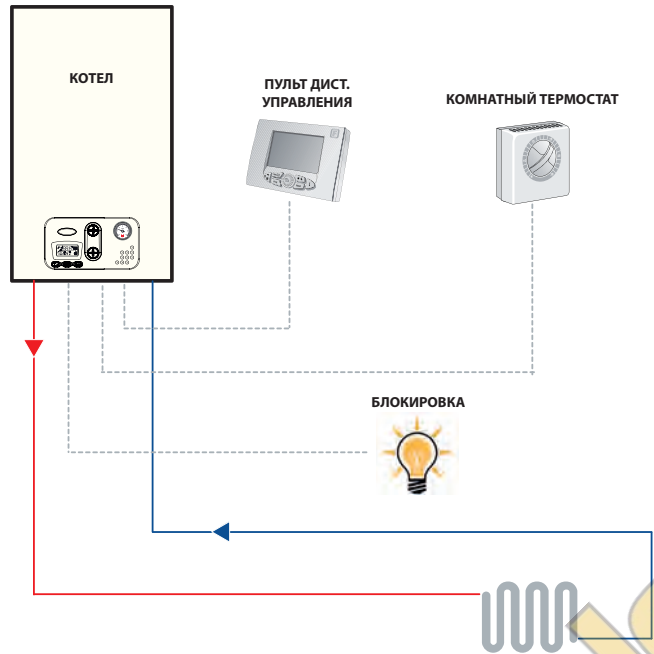 КОТЕЛ
ПУЛЬТ ДИСТ.
УПРАВЛЕНИЯ
КОМНАТНЫЙ ТЕРМОСТАТ
БЛОКИРОВКА